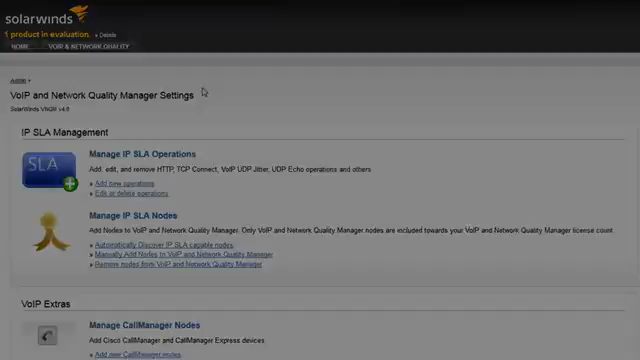 solarwinds
1 product in evaluation. » Details
HOME VOIP & NETWORK QUALITY
Admin ▸
VoIP and Network Quality Manager Settings
SolarWinds VNQM v4.0
IP SLA Management
SLA
Manage IP SLA Operations
Add, edit, and remove HTTP, TCP Connect, VoIP UDP Jitter, UDP Echo operations and others
» Add new operations
» Edit or delete operations
Manage IP SLA Nodes
Add Nodes to VoIP and Network Quality Manager. Only VoIP and Network Quality Manager nodes are included towards your VoIP and Network Quality Manager license count
» Automatically Discover IP SLA capable nodes
» Manually Add Nodes to VoIP and Network Quality Manager
» Remove nodes from VoIP and Network Quality Manager
VoIP Extras
Manage CallManager Nodes
Add Cisco CallManager and CallManager Express devices
» Add new CallManager nodes